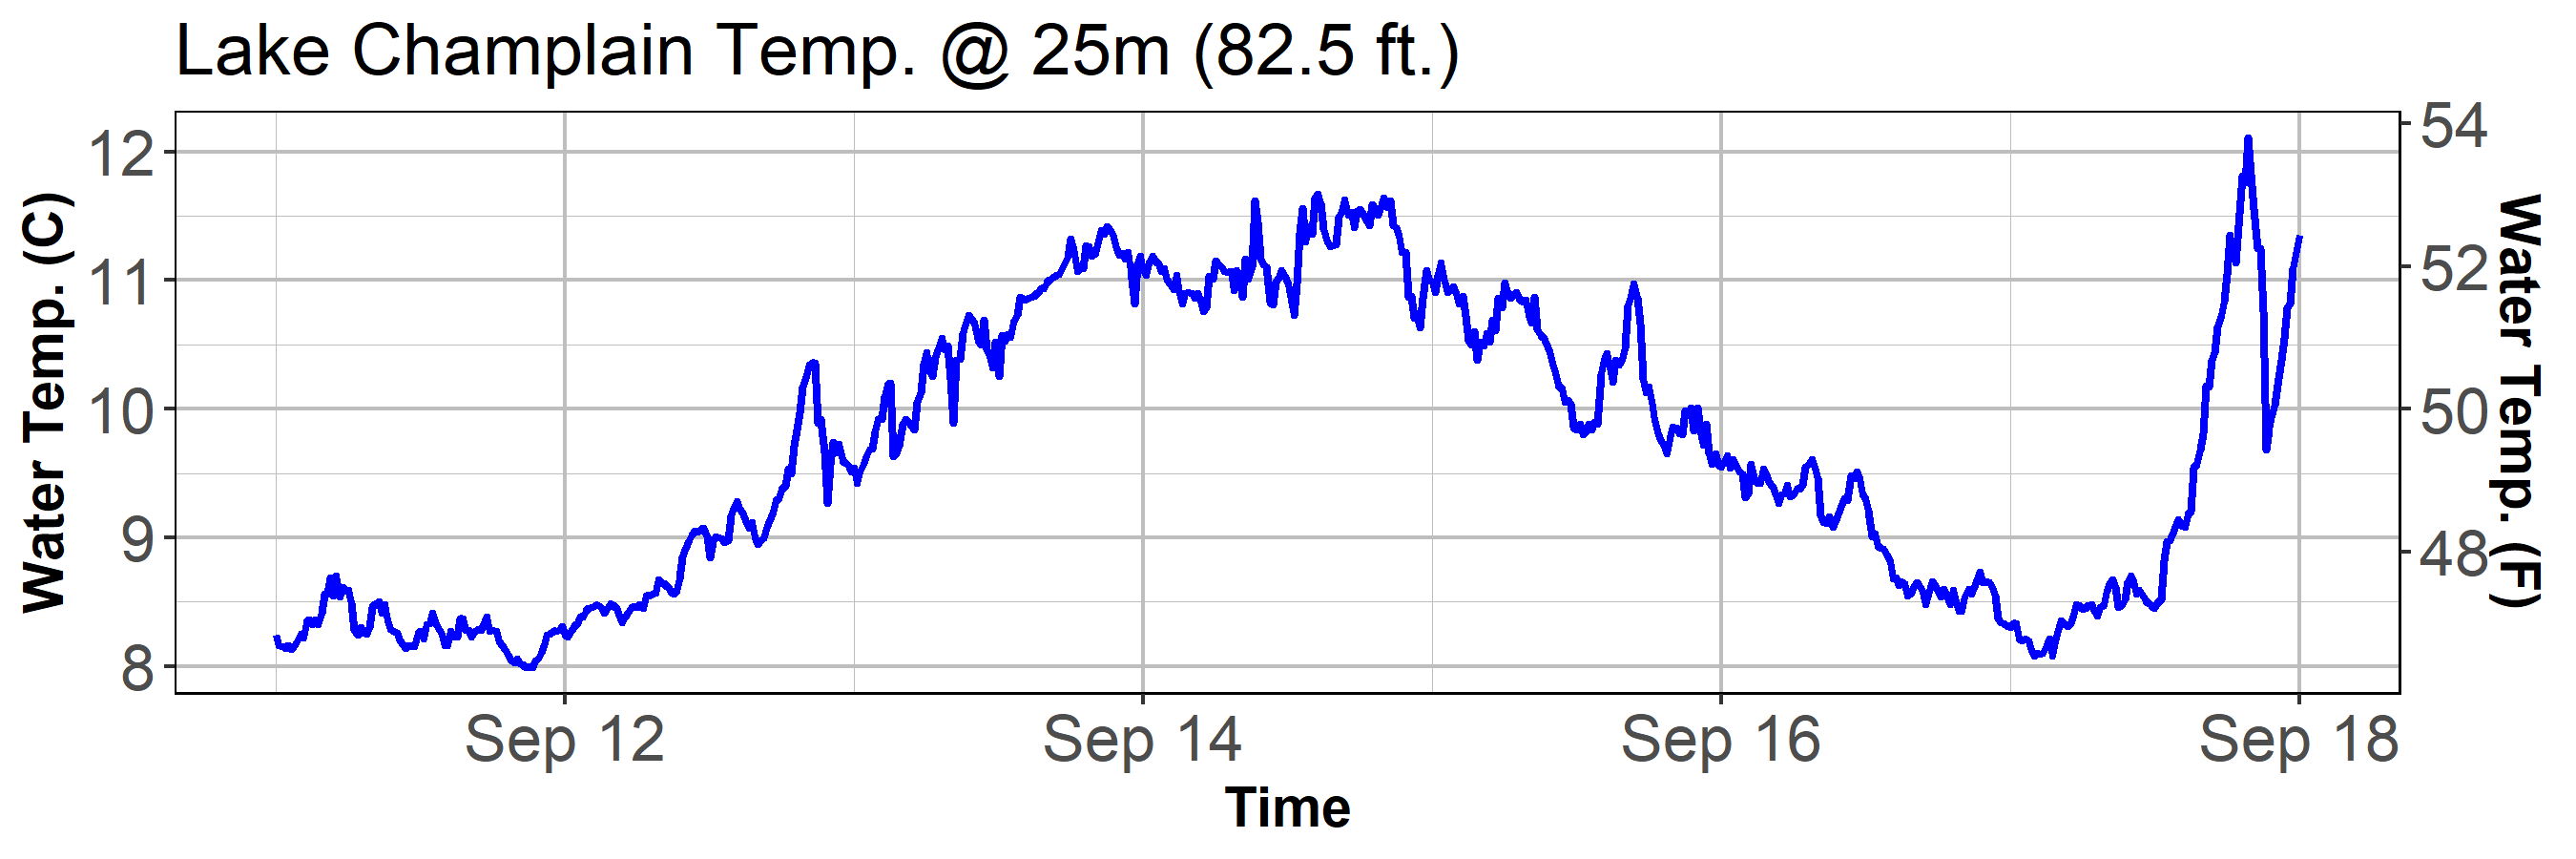 Lake Champlain Temp. @ 25m (82.5 ft.)
Water Temp. (C)
12
11
10
9
8
54
52
50
48
Water Temp. (F)
Sep 12
Sep 14
Sep 16
Sep 18
Time